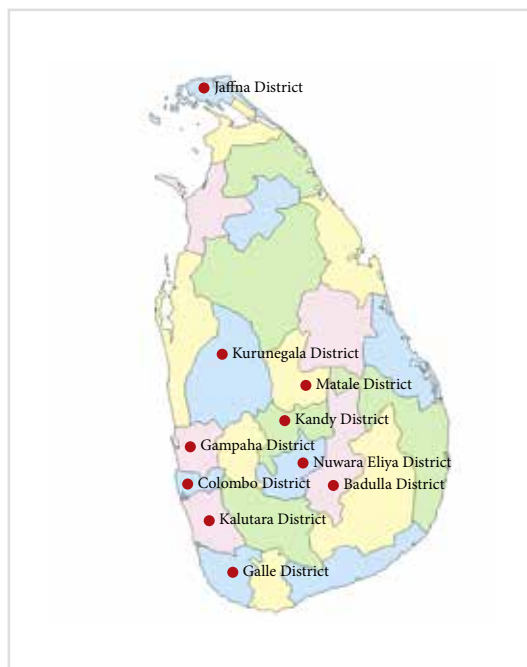 Jaffna District
Kurunegala District
Matale District
Kandy District
Gampaha District
Nuwara Eliya District
Colombo District
Badulla District
Kalutara District
Galle District